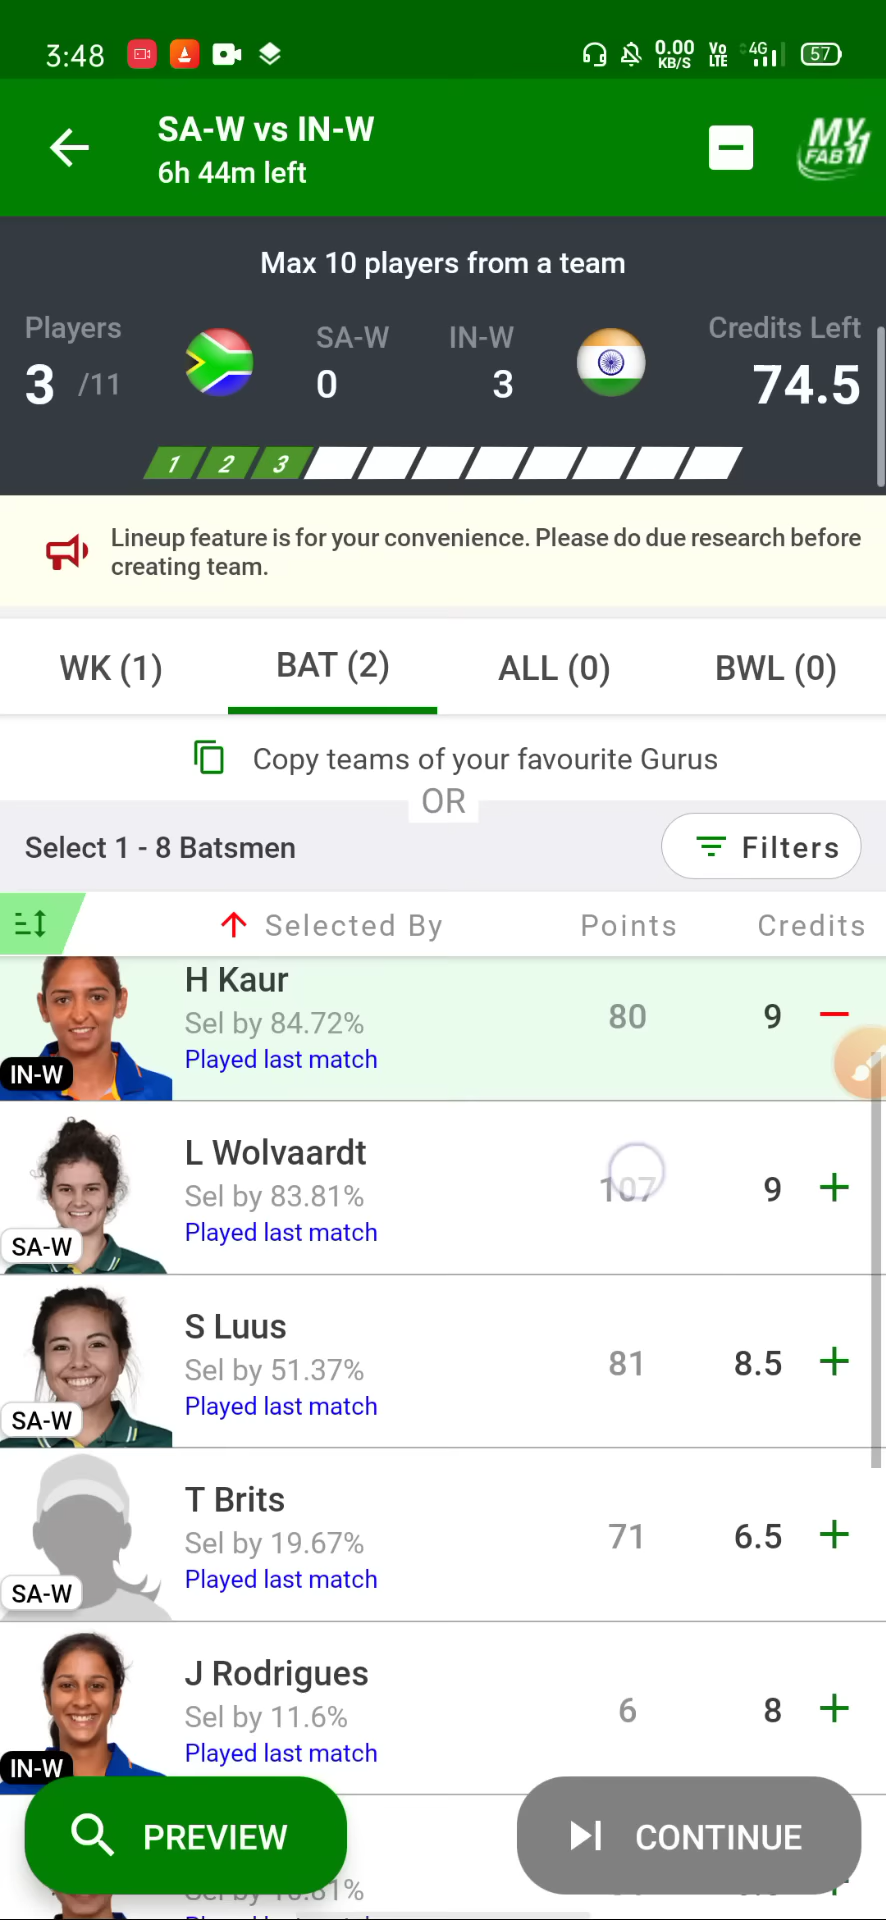 3:48
0.00
KB/S
Vo
LTE
4G
57
SA-W vs IN-W
6h 44m left
MY
FAB11
Max 10 players from a team
Players
SA-W
IN-W
Credits Left
3 /11
0
3
74.5
1 2 3
Lineup feature is for your convenience. Please do due research before
creating team.
WK (1)
BAT (2)
ALL (0)
BWL (0)
Copy teams of your favourite Gurus
OR
Select 1 - 8 Batsmen
Filters
Selected By
Points
Credits
H Kaur
Sel by 84.72%
80
9
Played last match
IN-W
L Wolvaardt
Sel by 83.81%
107
9
Played last match
SA-W
S Luus
Sel by 51.37%
81
8.5
Played last match
SA-W
T Brits
Sel by 19.67%
71
6.5
Played last match
SA-W
J Rodrigues
Sel by 11.6%
6
8
Played last match
IN-W
PREVIEW
CONTINUE